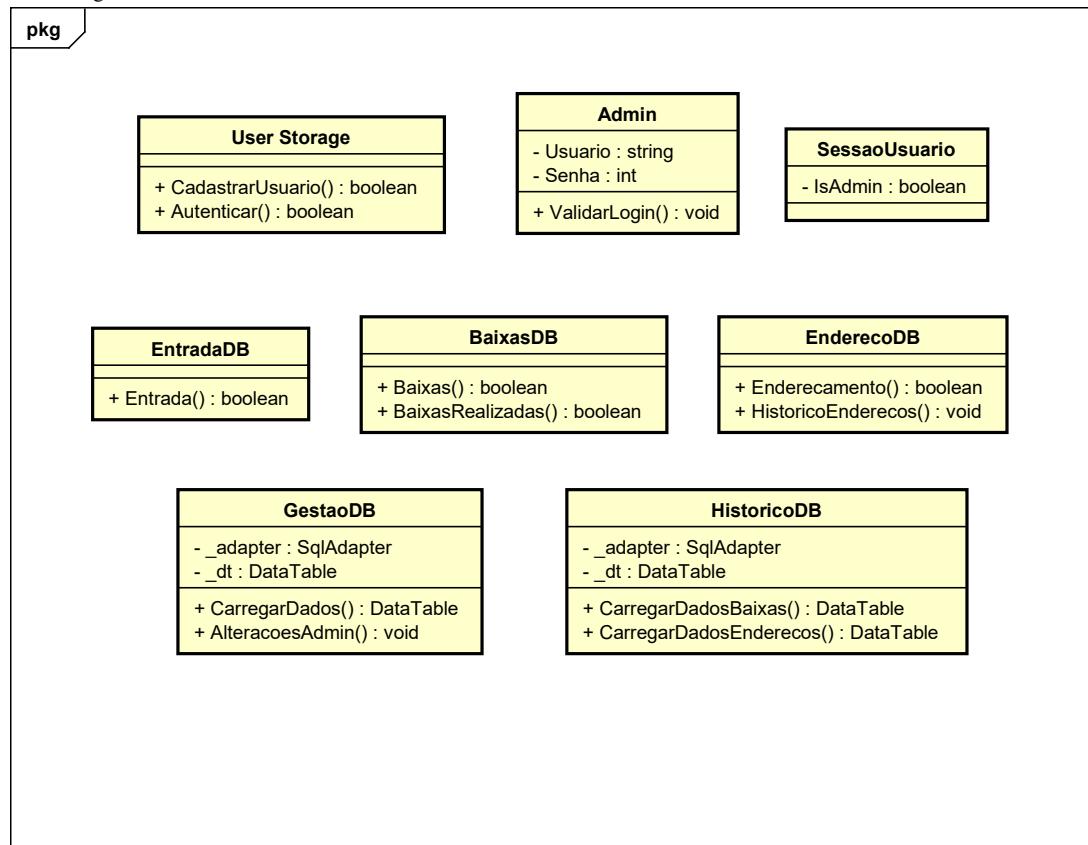 pkg
User Storage
+ CadastrarUsuario() : boolean
+ Autenticar() : boolean
Admin
- Usuario : string
- Senha : int
+ ValidarLogin() : void
SessaoUsuario
- IsAdmin : boolean
EntradaDB
+ Entrada() : boolean
BaixasDB
+ Baixas() : boolean
+ BaixasRealizadas() : boolean
EnderecoDB
+ Enderecamento() : boolean
+ HistoricoEnderecos() : void
GestaoDB
- _adapter : SqlAdapter
- _dt : DataTable
+ CarregarDados() : DataTable
+ AlteracoesAdmin() : void
HistoricoDB
- _adapter : SqlAdapter
- _dt : DataTable
+ CarregarDadosBaixas() : DataTable
+ CarregarDadosEnderecos() : DataTable